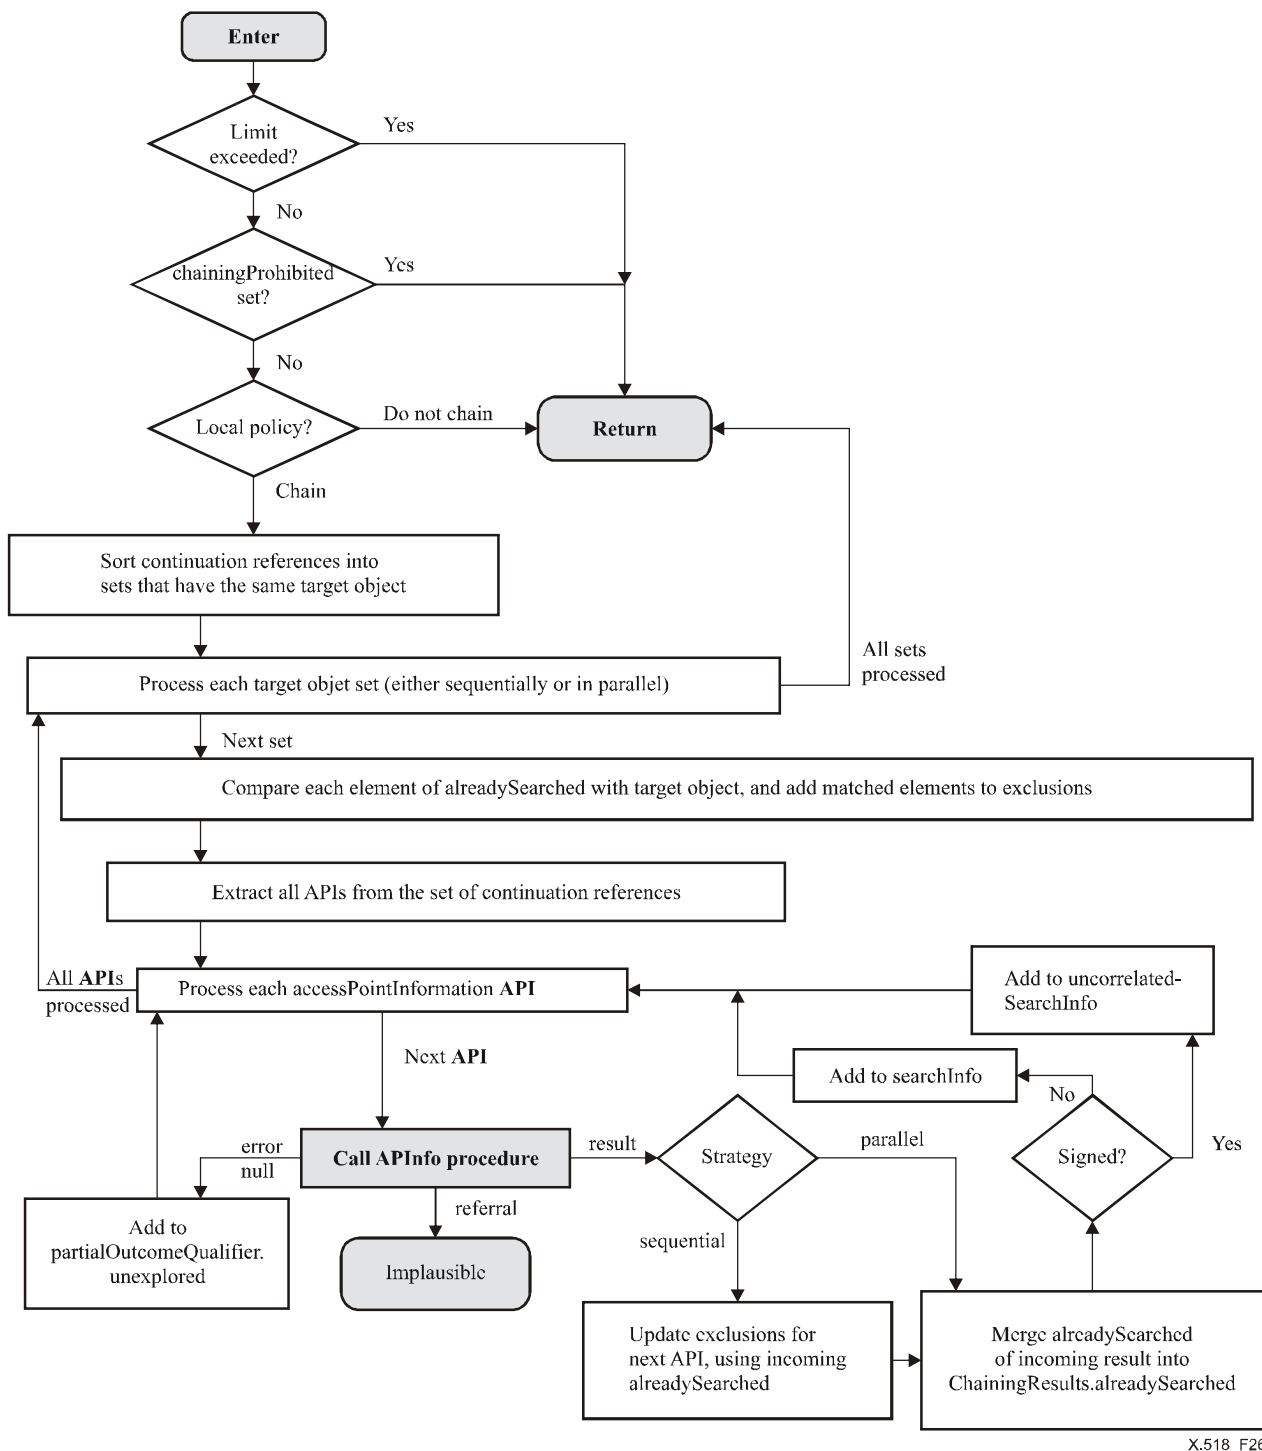 Enter
Limit
exceeded?
Yes
No
chainingProhibited
set?
Yes
No
Local policy?
Do not chain
Return
Chain
Sort continuation references into
sets that have the same target object
All sets
processed
Process each target objet set (either sequentially or in parallel)
Next set
Compare each element of alreadySearched with target object, and add matched elements to exclusions
Extract all APIs from the set of continuation references
All APIs
processed
Process each accessPointInformation API
Add to uncorrelated-
SearchInfo
Next API
Add to searchInfo
No
Yes
error
null
Call APInfo procedure
result
Strategy
parallel
Signed?
referral
sequential
Add to
partialOutcomeQualifier.
unexplored
Implausible
Update exclusions for
next API, using incoming
alreadySearched
Merge alreadySearched
of incoming result into
ChainingResults.alreadySearched
X.518_F26